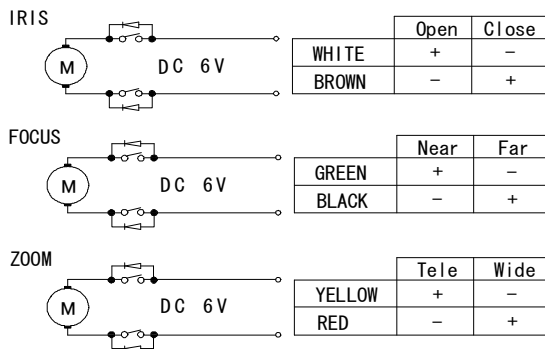 IRIS
Open Close
M DC 6V WHITE + −
BROWN − +
FOCUS
Near Far
M DC 6V GREEN + −
BLACK − +
ZOOM
Tele Wide
M DC 6V YELLOW + −
RED − +